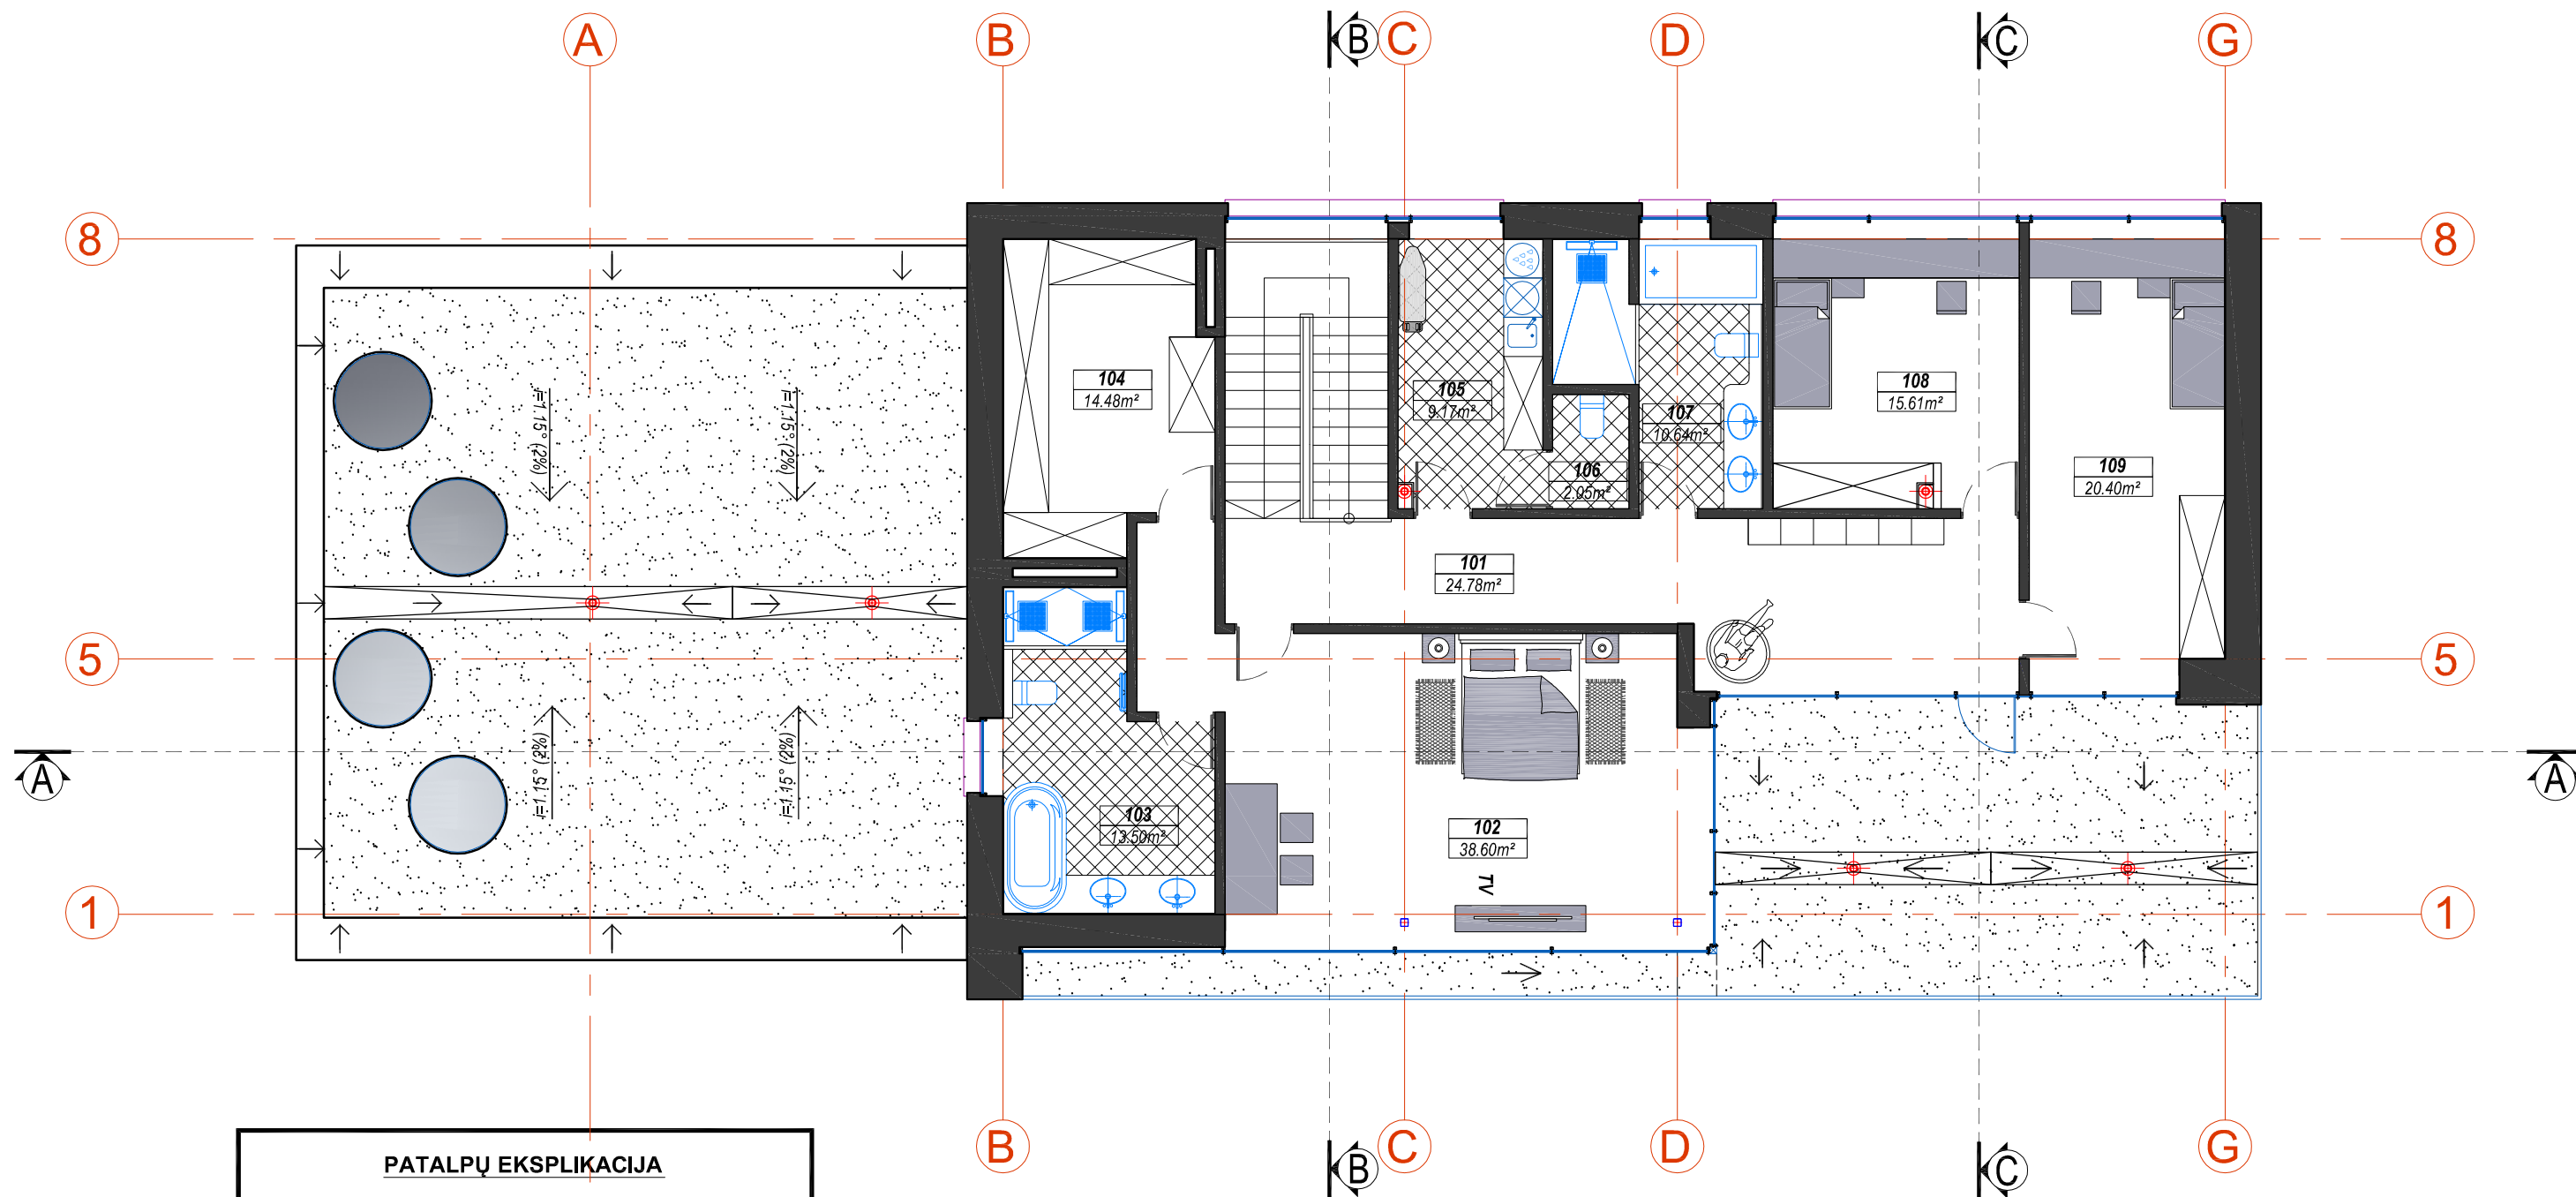 A B B C D C G
8 8
104
14.48m²
105
9.17m²
107
10.64m²
108
15.61m²
106
2.05m²
109
20.40m²
i=1.15° (2%) i=1.15° (2%)
101
24.78m²
5 5
A A
i=1.15° (2%) i=1.15° (2%)
103
13.50m²
102
38.60m²
TV
1 1
B B C D C G
PATALPŲ EKSPLIKACIJA